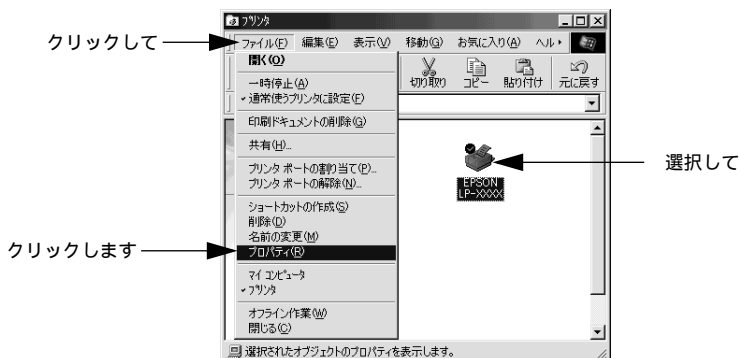 プリンタ
クリックして
ファイル(F) 編集(E) 表示(V) 移動(G) お気に入り(A) ヘル
開く(O)
切り取り コピー 貼り付け 元に戻す
一時停止(A)
通常使うプリンタに設定(F)
印刷ドキュメントの削除(G)
共有(H)...
選択して
プリンタ ポートの割り当て(P)...
プリンタ ポートの解除(N)...
EPSON
LP-XXXX
ショートカットの作成(S)
削除(D)
名前の変更(M)
クリックします
プロパティ(R)
マイ コンピュータ
プリンタ
オフライン作業(W)
閉じる(C)
選択されたオブジェクトのプロパティを表示します。